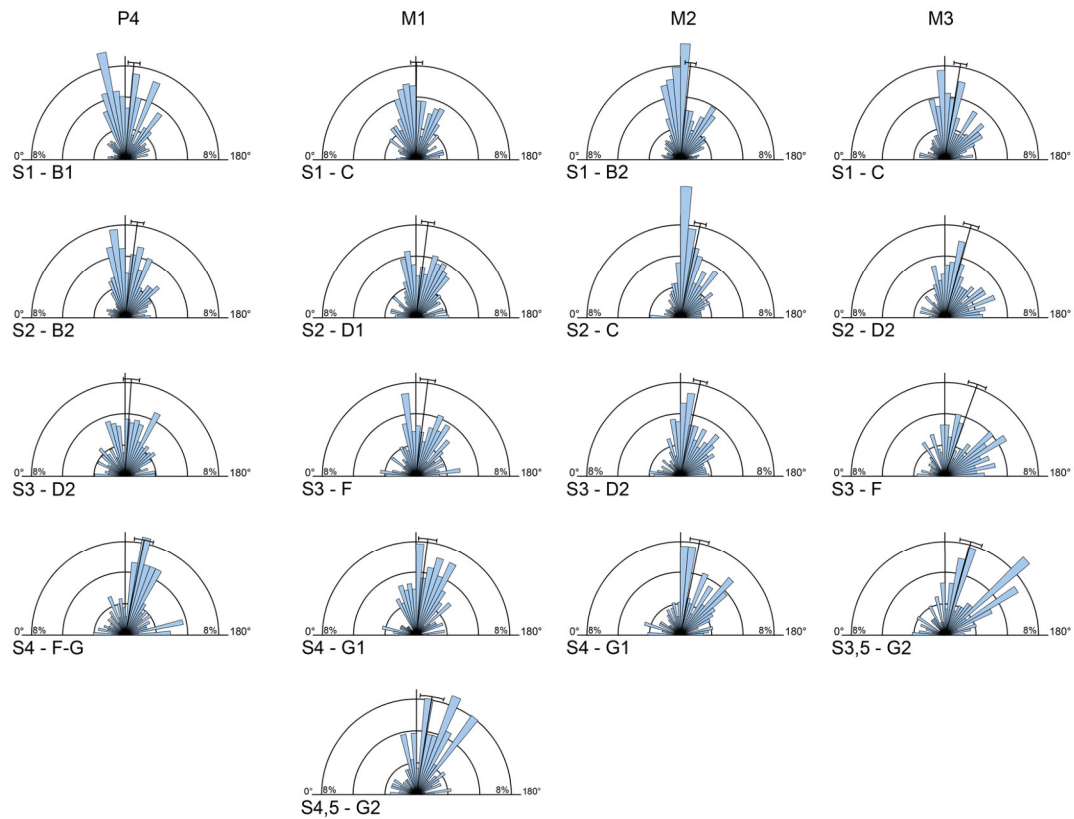 P4 M1 M2 M3
0° 8% 8% 180° 0° 8% 8% 180° 0° 8% 8% 180° 0° 8% 8% 180°
S1 - B1 S1 - C S1 - B2 S1 - C
0° 8% 8% 180° 0° 8% 8% 180° 0° 8% 8% 180° 0° 8% 8% 180°
S2 - B2 S2 - D1 S2 - C S2 - D2
0° 8% 8% 180° 0° 8% 8% 180° 0° 8% 8% 180° 0° 8% 8% 180°
S3 - D2 S3 - F S3 - D2 S3 - F
0° 8% 8% 180° 0° 8% 8% 180° 0° 8% 8% 180° 0° 8% 8% 180°
S4 - F-G S4 - G1 S4 - G1 S3,5 - G2
0° 8% 8% 180°
S4,5 - G2